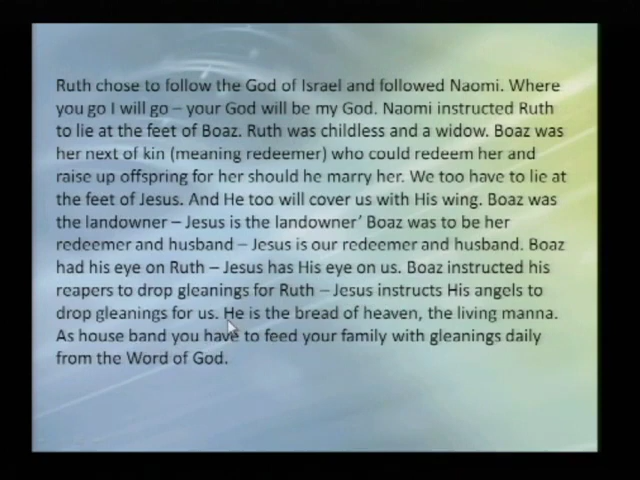 Ruth chose to follow the God of Israel and followed Naomi. Where
you go I will go – your God will be my God. Naomi instructed Ruth
to lie at the feet of Boaz. Ruth was childless and a widow. Boaz was
her next of kin (meaning redeemer) who could redeem her and
raise up offspring for her should he marry her. We too have to lie at
the feet of Jesus. And He too will cover us with His wing. Boaz was
the landowner – Jesus is the landowner’ Boaz was to be her
redeemer and husband – Jesus is our redeemer and husband. Boaz
had his eye on Ruth – Jesus has His eye on us. Boaz instructed his
reapers to drop gleanings for Ruth – Jesus instructs His angels to
drop gleanings for us. He is the bread of heaven, the living manna.
As house band you have to feed your family with gleanings daily
from the Word of God.